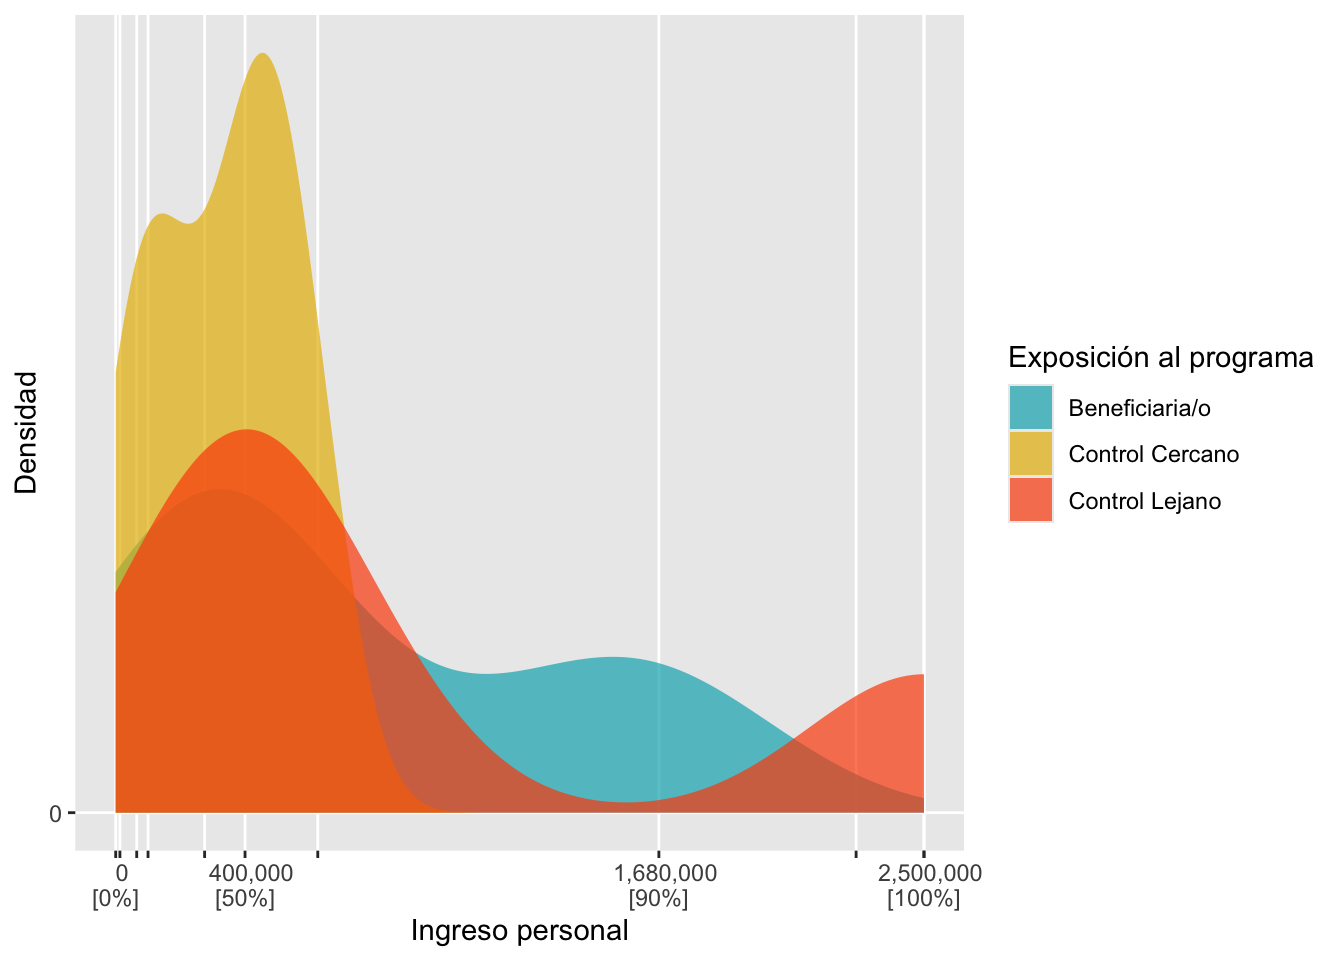 Densidad
0
0
[0%]
400,000
[50%]
1,680,000
[90%]
2,500,000
[100%]
Ingreso personal
Exposición al programa
Beneficiaria/o
Control Cercano
Control Lejano